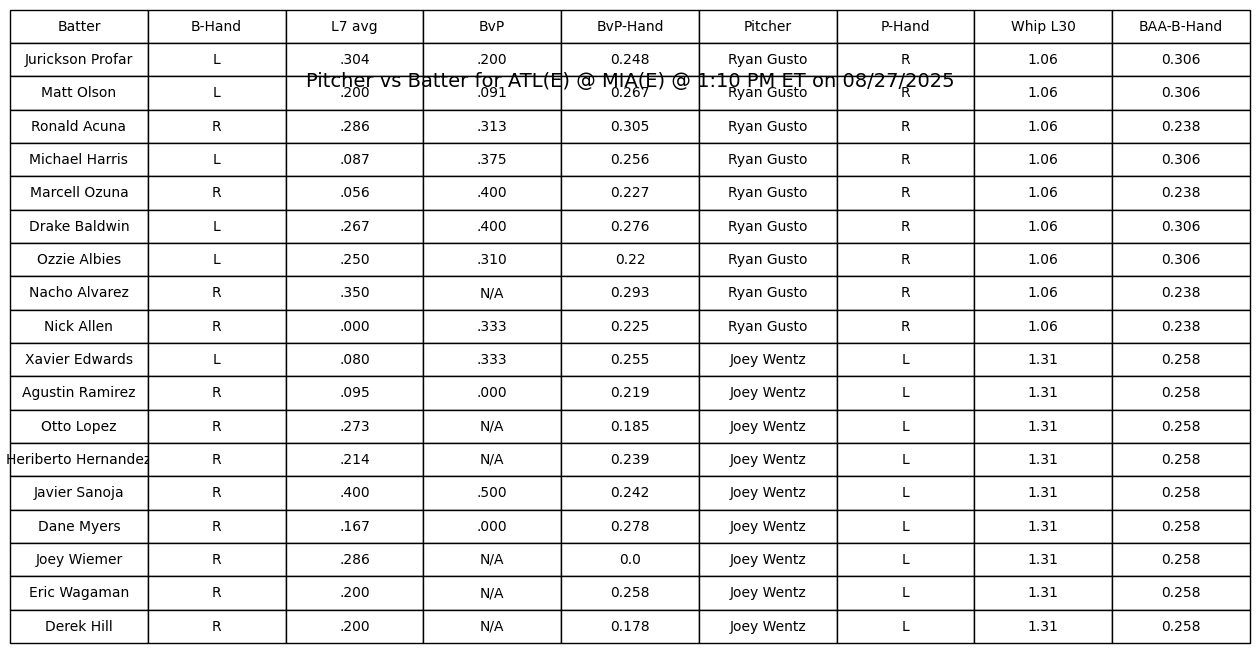 Batter B-Hand L7 avg BvP BvP-Hand Pitcher P-Hand Whip L30 BAA-B-Hand
Jurickson Profar L .304 .200 0.248 Ryan Gusto R 1.06 0.306
Pitcher vs Batter for ATL(E) @ MIA(E) @ 1:10 PM ET on 08/27/2025
Matt Olson L .200 .091 0.267 Ryan Gusto R 1.06 0.306
Ronald Acuna R .286 .313 0.305 Ryan Gusto R 1.06 0.238
Michael Harris L .087 .375 0.256 Ryan Gusto R 1.06 0.306
Marcell Ozuna R .056 .400 0.227 Ryan Gusto R 1.06 0.238
Drake Baldwin L .267 .400 0.276 Ryan Gusto R 1.06 0.306
Ozzie Albies L .250 .310 0.22 Ryan Gusto R 1.06 0.306
Nacho Alvarez R .350 N/A 0.293 Ryan Gusto R 1.06 0.238
Nick Allen R .000 .333 0.225 Ryan Gusto R 1.06 0.238
Xavier Edwards L .080 .333 0.255 Joey Wentz L 1.31 0.258
Agustin Ramirez R .095 .000 0.219 Joey Wentz L 1.31 0.258
Otto Lopez R .273 N/A 0.185 Joey Wentz L 1.31 0.258
Heriberto Hernandez R .214 N/A 0.239 Joey Wentz L 1.31 0.258
Javier Sanoja R .400 .500 0.242 Joey Wentz L 1.31 0.258
Dane Myers R .167 .000 0.278 Joey Wentz L 1.31 0.258
Joey Wiemer R .286 N/A 0.0 Joey Wentz L 1.31 0.258
Eric Wagaman R .200 N/A 0.258 Joey Wentz L 1.31 0.258
Derek Hill R .200 N/A 0.178 Joey Wentz L 1.31 0.258